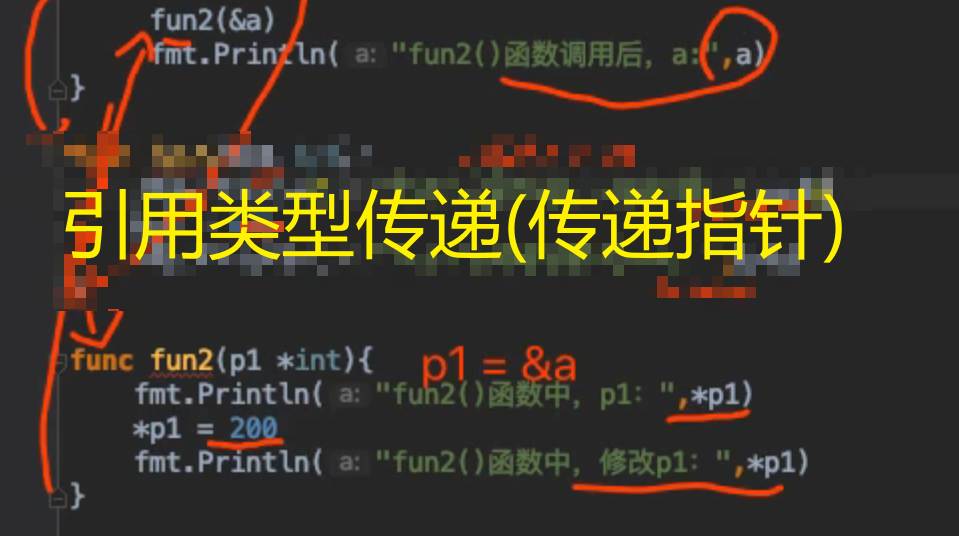 fun2(&a)
fmt.Println( a: "fun2()函数调用后，a:",a)
}
引用类型传递(传递指针)
func fun2(p1 *int){
p1 = &a
fmt.Println( a: "fun2()函数中，p1：",*p1)
*p1 = 200
fmt.Println( a: "fun2()函数中，修改p1：",*p1)
}